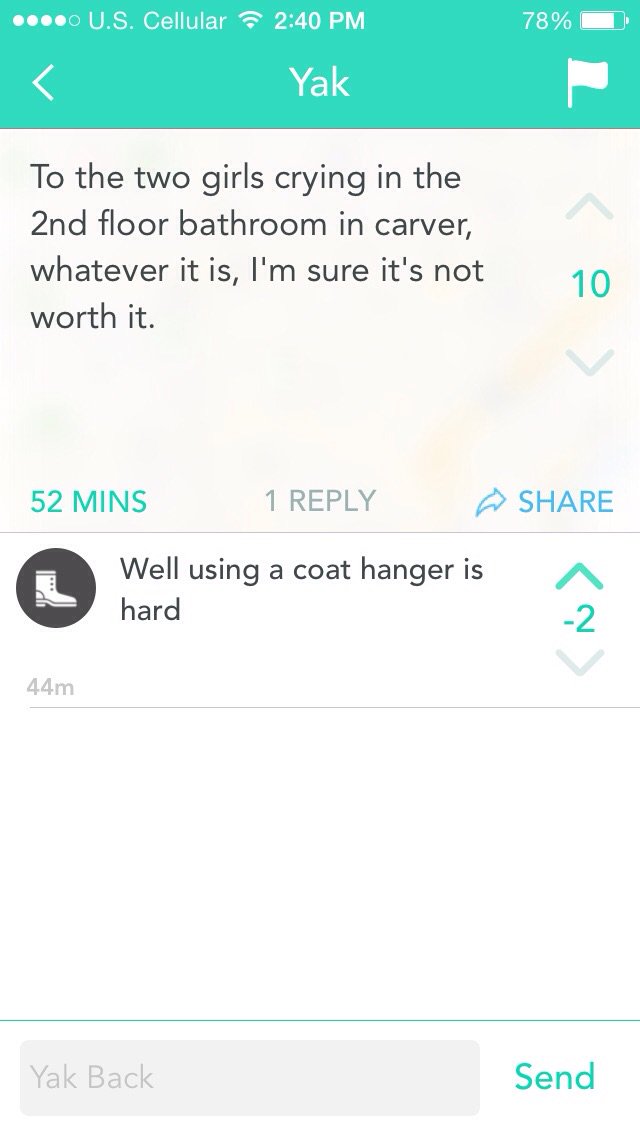 U.S. Cellular 2:40 PM 78%
Yak
To the two girls crying in the
2nd floor bathroom in carver,
whatever it is, I'm sure it's not
worth it.
10
52 MINS 1 REPLY SHARE
Well using a coat hanger is
hard
-2
44m
Yak Back Send